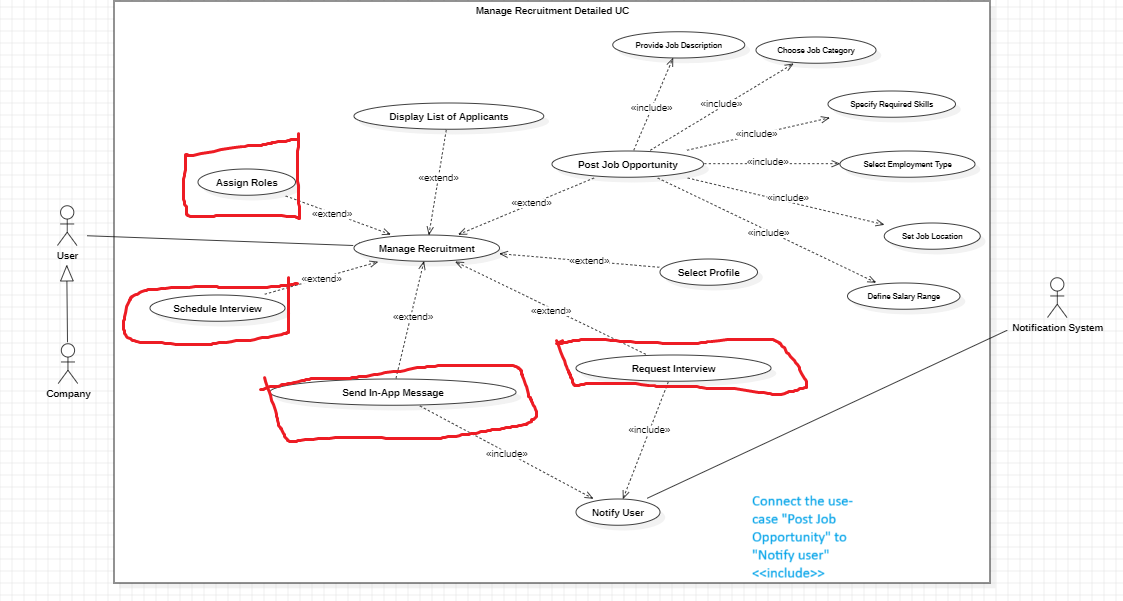 Manage Recruitment Detailed UC
Provide Job Description
Choose Job Category
«include»
«include»
Specify Required Skills
Display List of Applicants
«include»
Post Job Opportunity
«include»
Select Employment Type
«extend»
Assign Roles
«include»
«extend»
«extend»
«include»
Set Job Location
User
Manage Recruitment
«extend»
Select Profile
«extend»
Define Salary Range
Schedule Interview
«extend»
«extend»
Notification System
Request Interview
Company
Send In-App Message
«include»
«include»
Notify User
Connect the use-
case "Post Job
Opportunity" to
"Notify user"
<<include>>